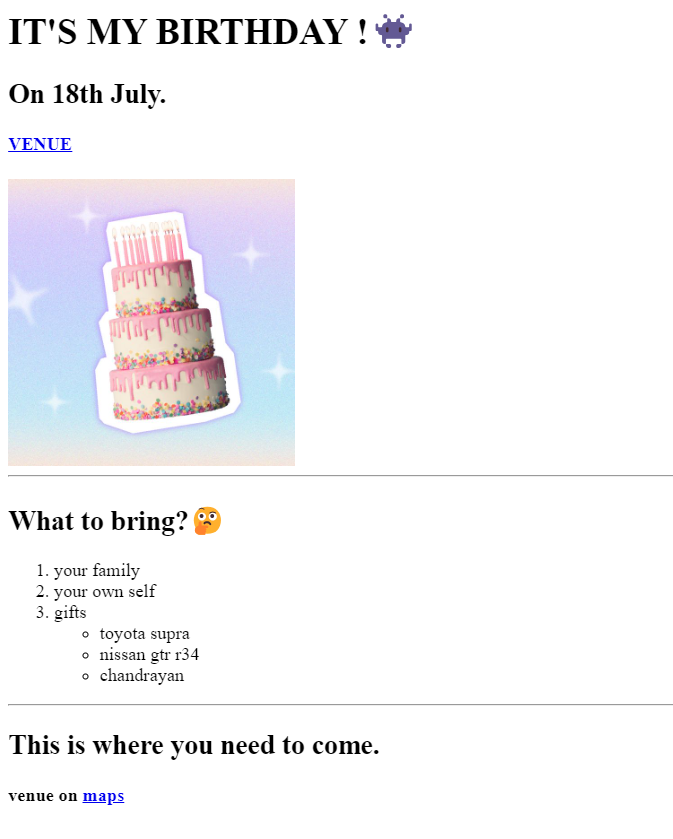 IT'S MY BIRTHDAY ! 👾
On 18th July.
VENUE
What to bring? 🤔
1. your family
2. your own self
3. gifts
◦ toyota supra
◦ nissan gtr r34
◦ chandrayan
This is where you need to come.
venue on maps